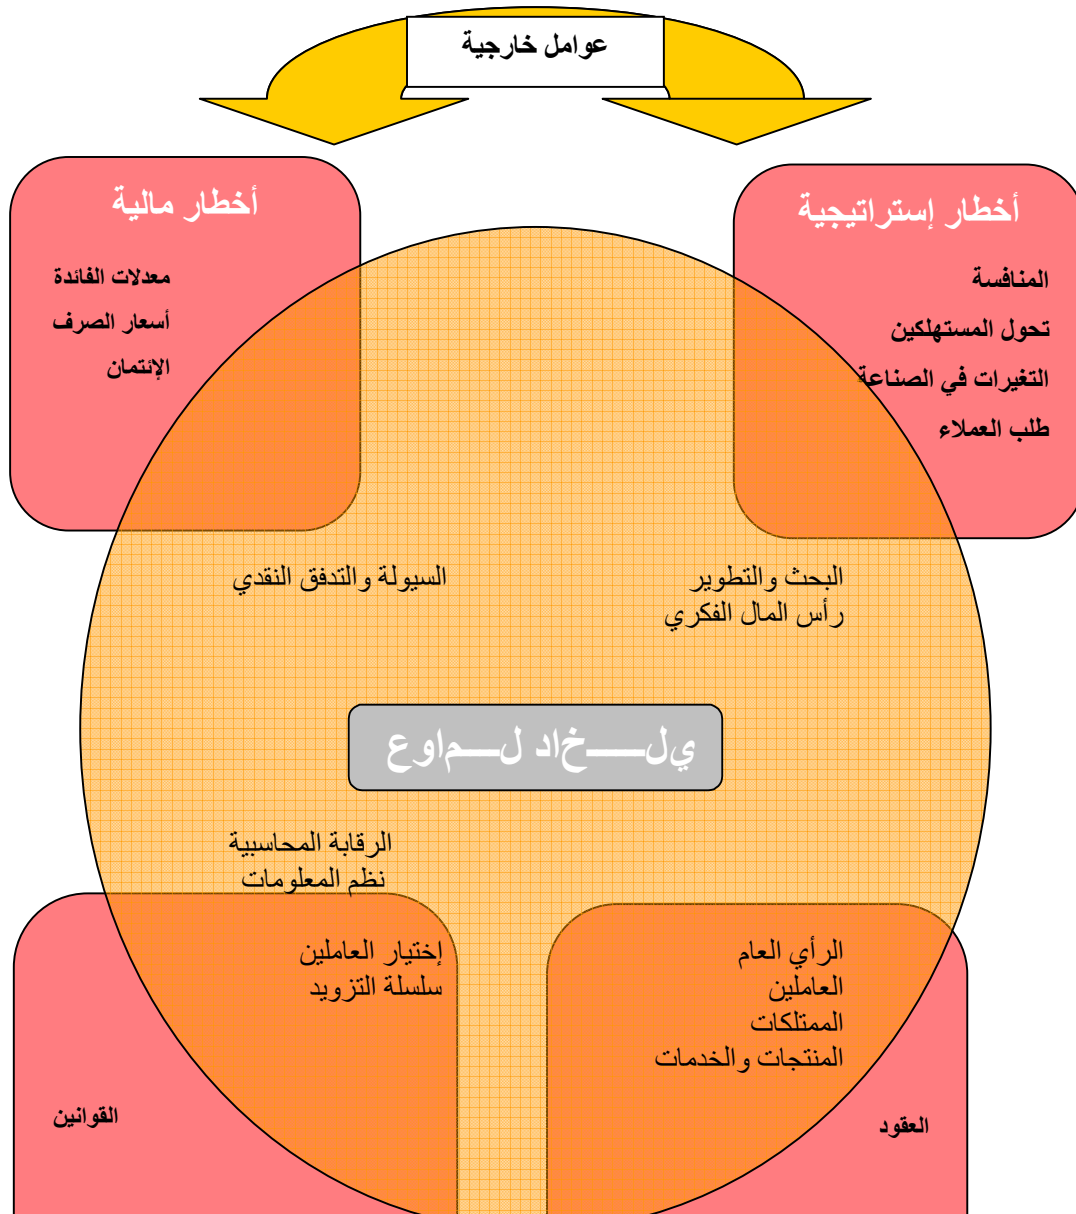 عوامل خارجية
أخطار إستراتيجية
المنافسة
تحول المستهلكين
التغيرات في الصناعة
طلب العملاء
أخطار مالية
معدلات الفائدة
أسعار الصرف
الإئتمان
البحث والتطوير
رأس المال الفكري
السيولة والتدفق النقدي
عوامـــل داخـــــلي
الرقابة المحاسبية
نظم المعلومات
الرأي العام
العاملين
الممتلكات
المنتجات والخدمات
العقود
إختيار العاملين
سلسلة التزويد
القوانين